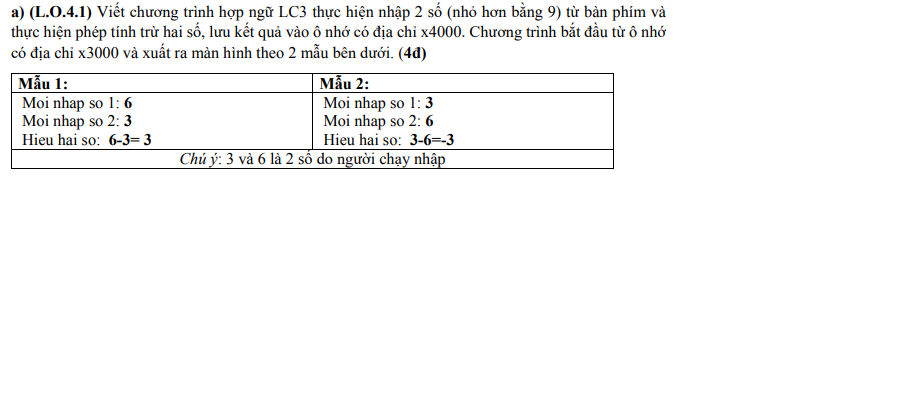 a) (L.O.4.1) Viết chương trình hợp ngữ LC3 thực hiện nhập 2 số (nhỏ hơn bằng 9) từ bàn phím và
thực hiện phép tính trừ hai số, lưu kết quả vào ô nhớ có địa chỉ x4000. Chương trình bắt đầu từ ô nhớ
có địa chỉ x3000 và xuất ra màn hình theo 2 mẫu bên dưới. (4đ)
Mẫu 1:
Moi nhap so 1: 6
Moi nhap so 2: 3
Hieu hai so: 6-3= 3
Mẫu 2:
Moi nhap so 1: 3
Moi nhap so 2: 6
Hieu hai so: 3-6=-3
Chú ý: 3 và 6 là 2 số do người chạy nhập